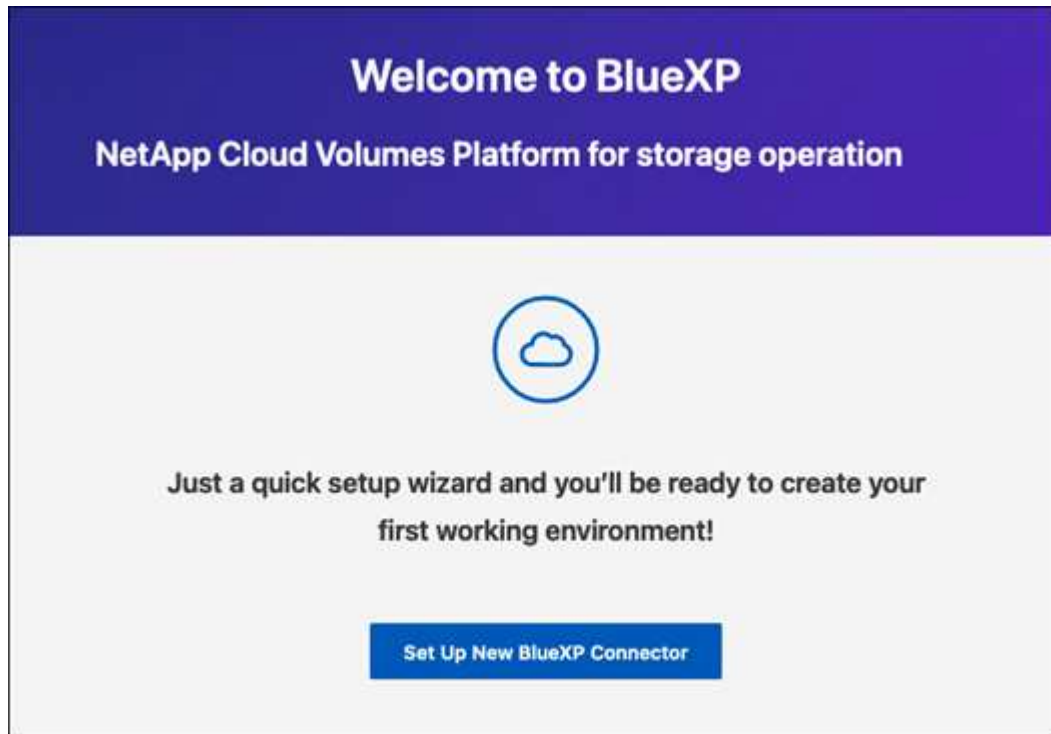 Welcome to BlueXP
NetApp Cloud Volumes Platform for storage operation
Just a quick setup wizard and you'll be ready to create your
first working environment!
Set Up New BlueXP Connector